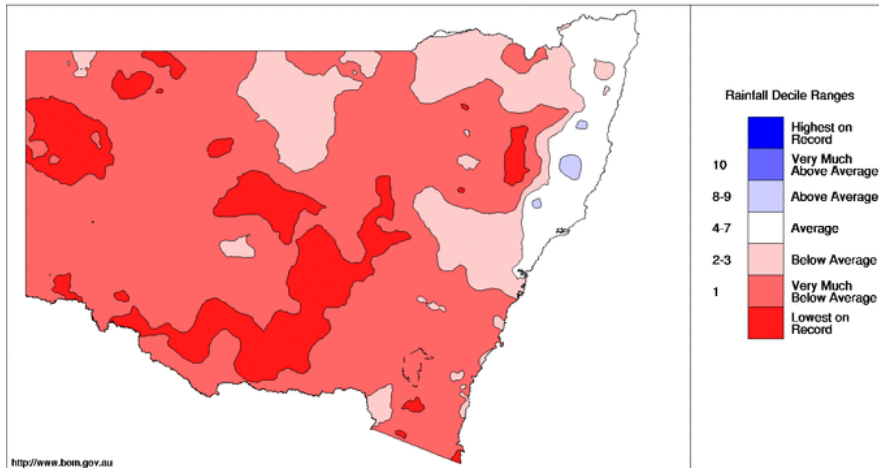 Rainfall Decile Ranges
Highest on
Record
10
Very Much
Above Average
8-9
Above Average
4-7
Average
2-3
Below Average
1
Very Much
Below Average
Lowest on
Record
http://www.bom.gov.au